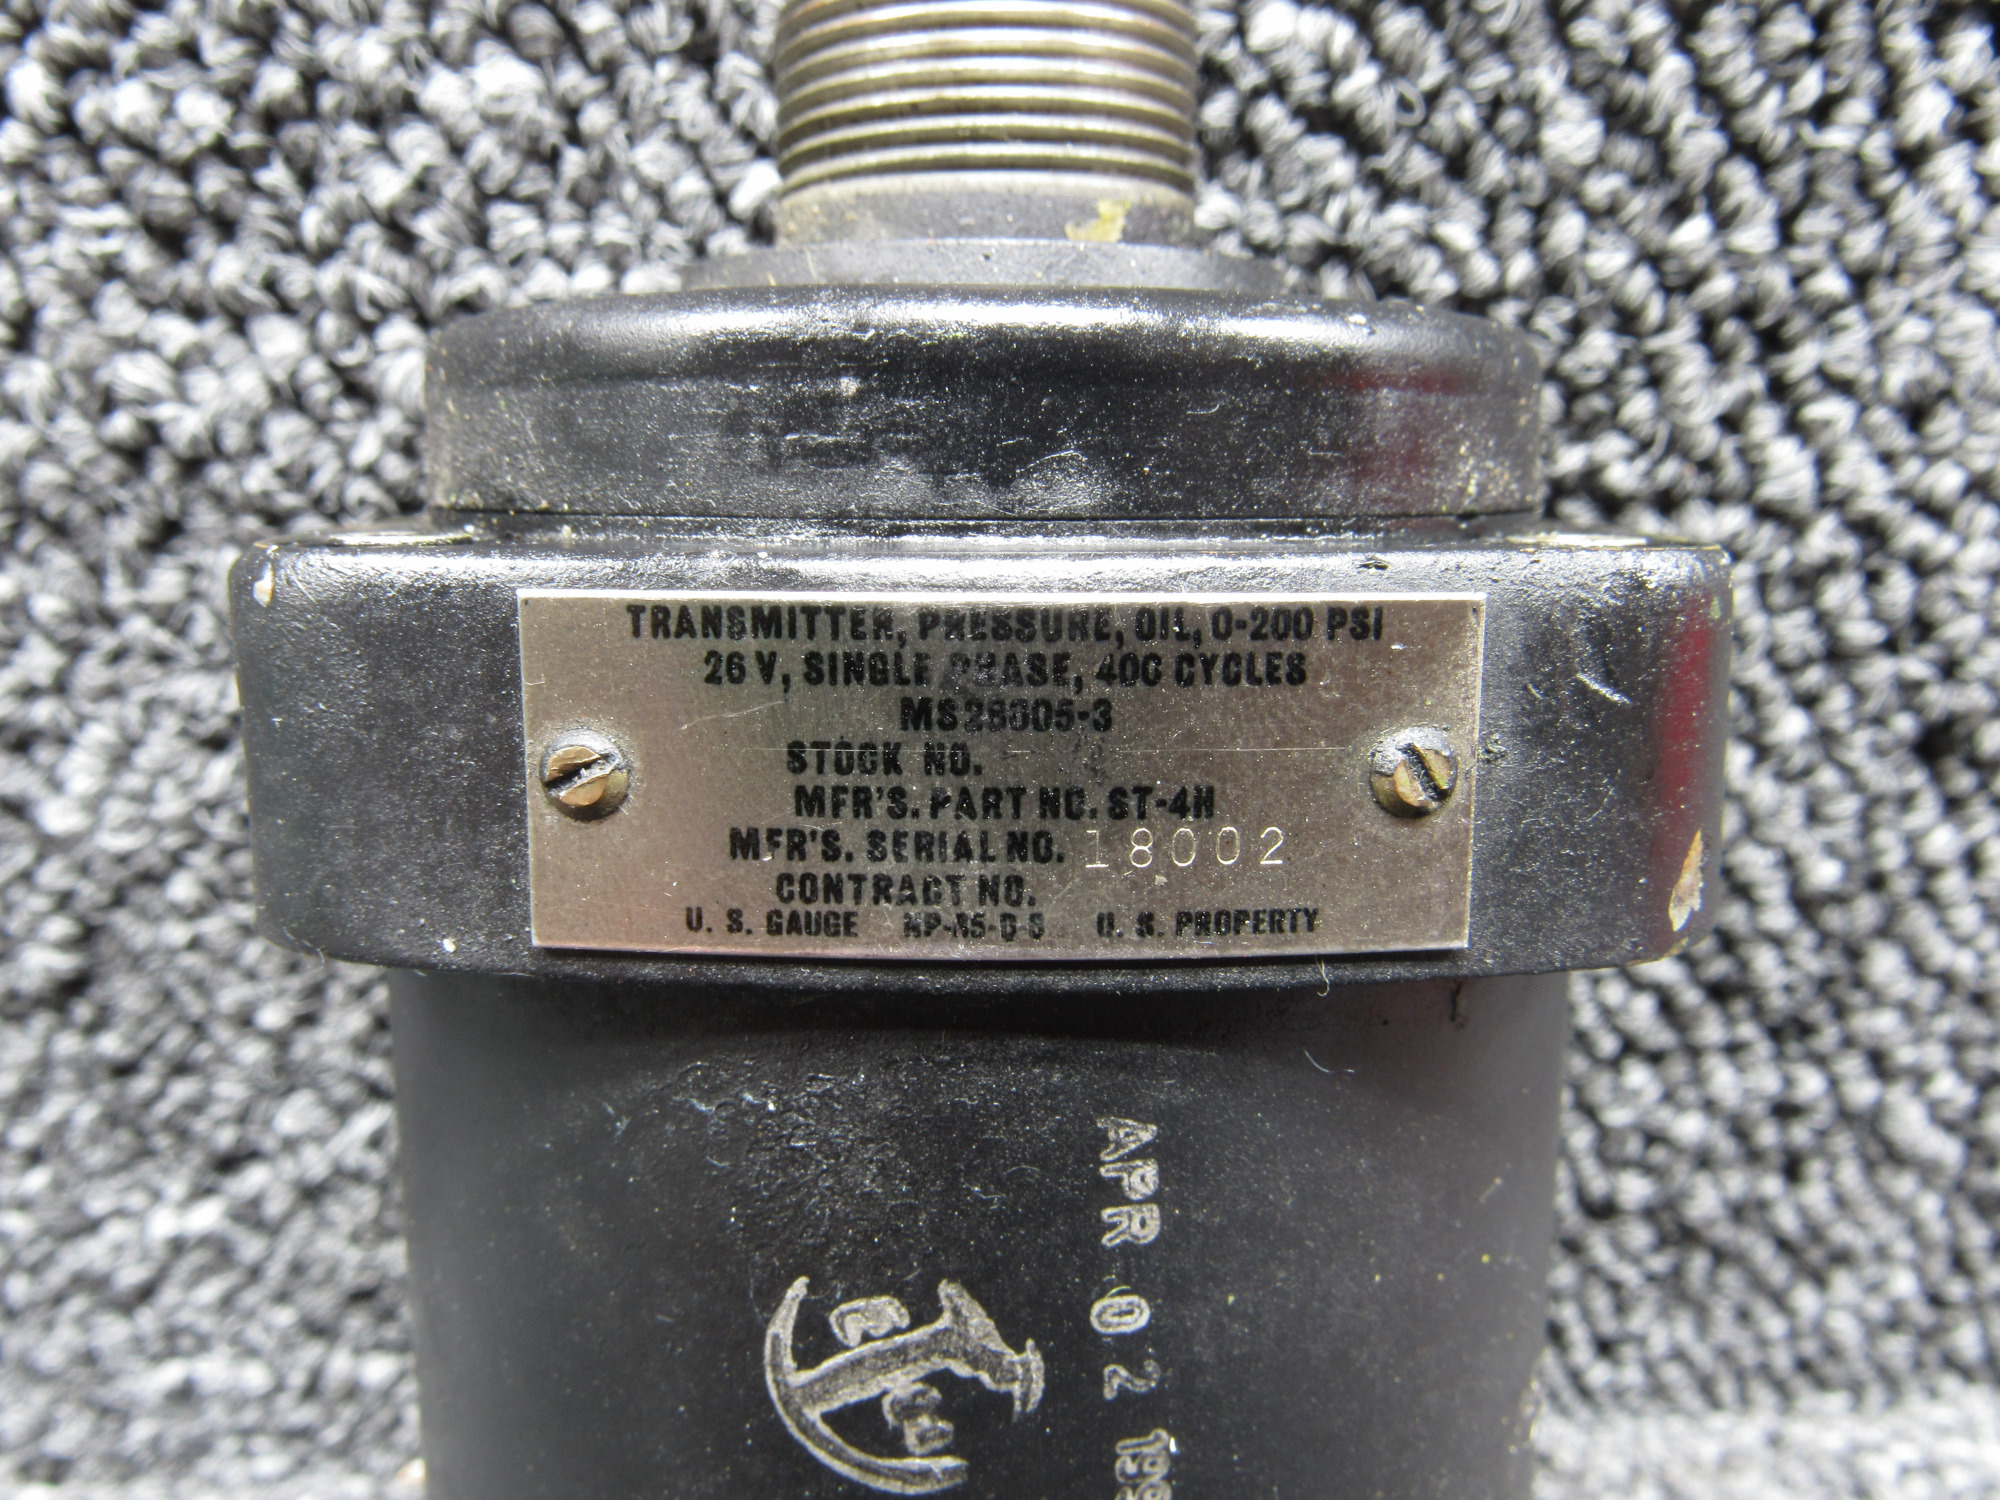 TRANSMITTER, PRESSURE, OIL, 0-200 PSI
26 V, SINGLE PHASE, 400 CYCLES
MS28005-3
STOCK NO.
MFR'S. PART NO. ST-4H
MFR'S. SERIAL NO. 18002
CONTRACT NO.
U. S. GAUGE U. S. PROPERTY
APR 02